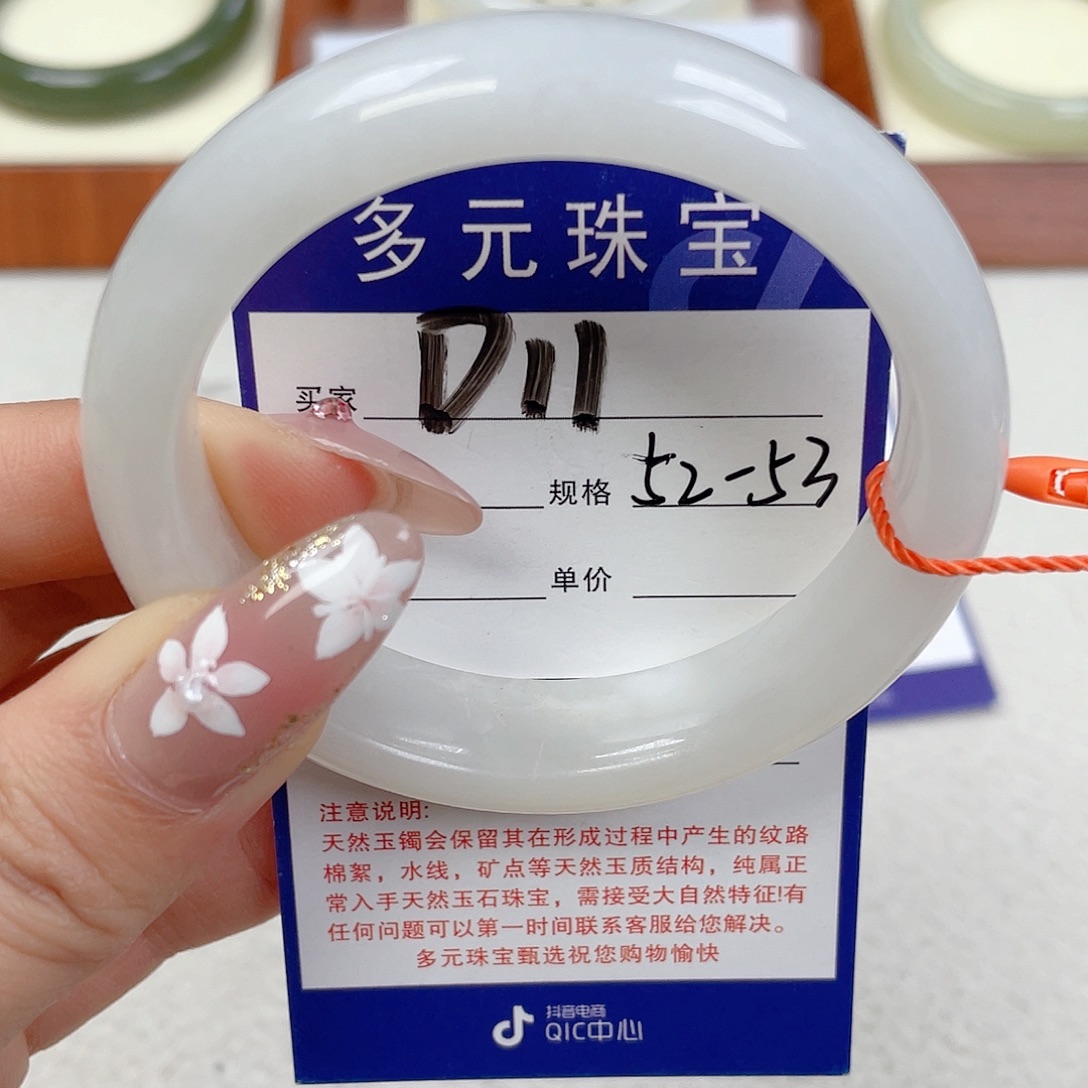 多元珠宝
买家 D11
规格 52-53
单价
注意说明:
天然玉镯会保留其在形成过程中产生的纹路
棉絮，水线，矿点等天然玉质结构，纯属正
常入手天然玉石珠宝，需接受大自然特征!有
任何问题可以第一时间联系客服给您解决。
多元珠宝甄选祝您购物愉快
抖音电商
QIC中心